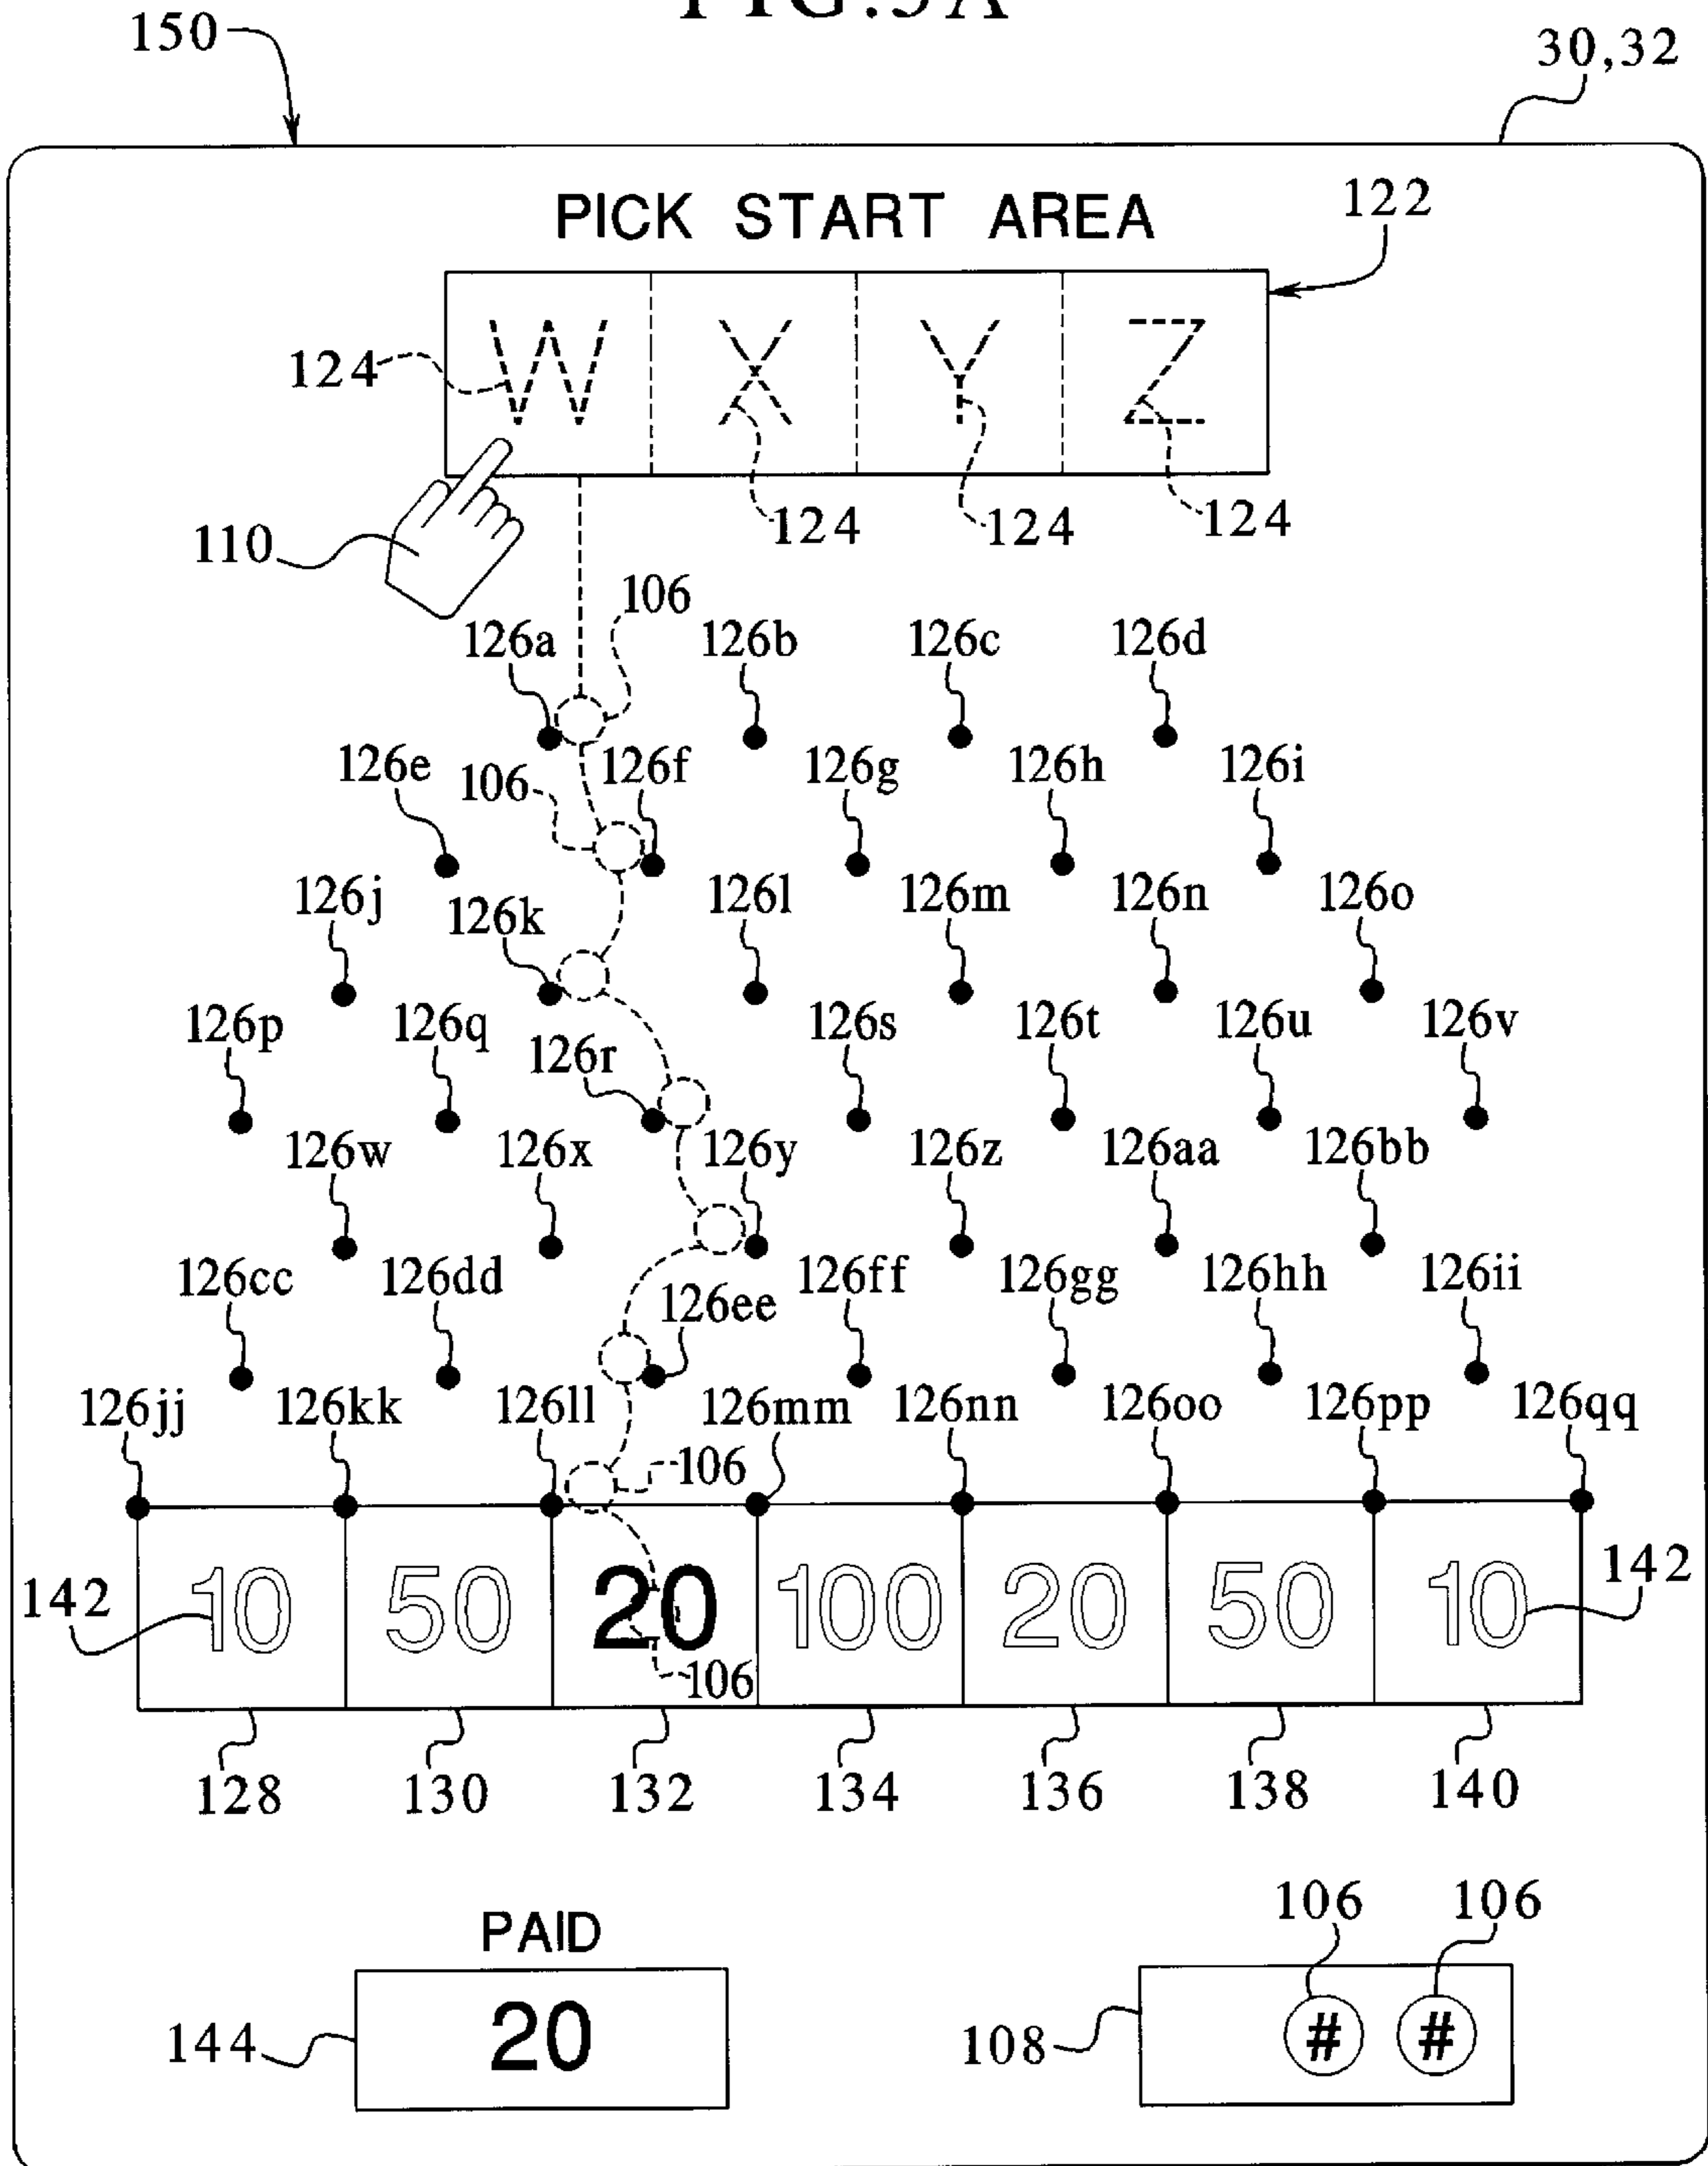 FIG.5A
150
30,32
PICK START AREA
122
W X Y Z
124
124 124 124
110
106
126a 126b 126c 126d
126e 106 126f 126g 126h 126i
126j 126k 126l 126m 126n 126o
126p 126q 126r 126s 126t 126u 126v
126w 126x 126y 126z 126aa 126bb
126cc 126dd 126ee 126ff 126gg 126hh 126ii
126jj 126kk 126ll 126mm 126nn 126oo 126pp 126qq
106
142 10 50 20 100 20 50 10 142
106
128 130 132 134 136 138 140
106 106
PAID
144 20 108 # #